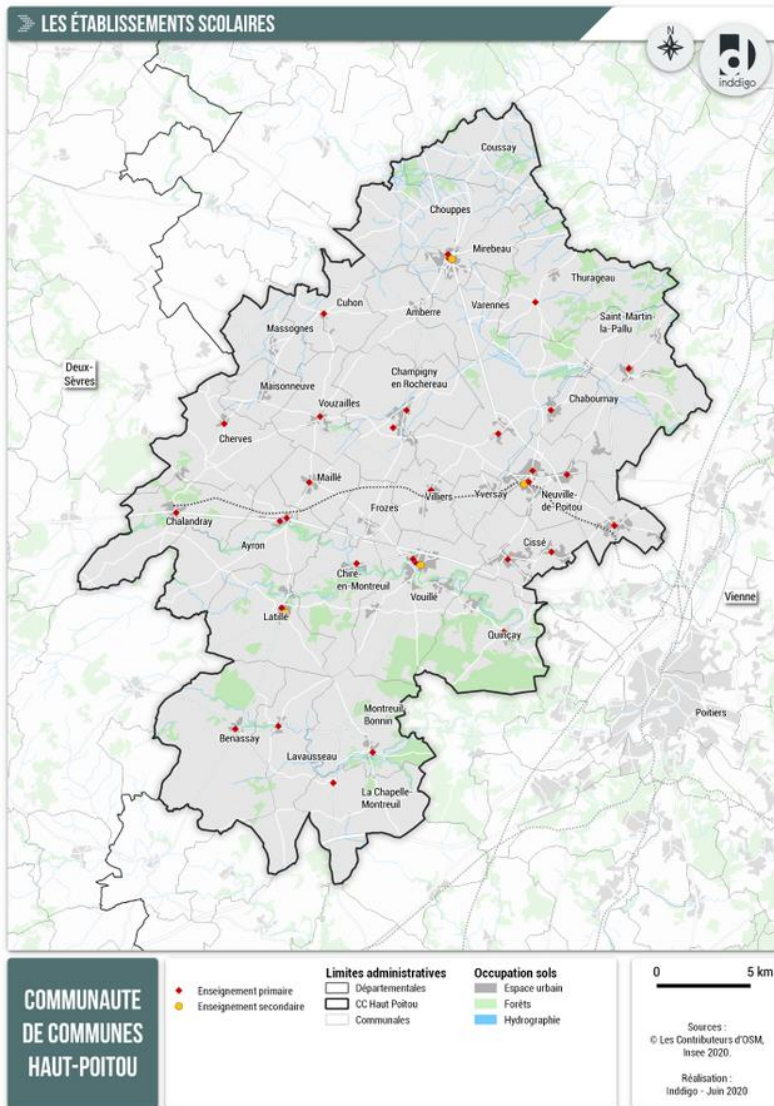 LES ÉTABLISSEMENTS SCOLAIRES
N
inddigo
Coussay
Chouppes
Mirebeau
Thurageau
Cuhon
Varennes
Amberre
Saint-Martin-
la-Pallu
Massognes
Deux-
Sèvres
Champigny
en Rochereau
Maisonneuve
Vouzailles
Chabournay
Cherves
Maillé
Villiers
Yversay
Neuville-
de-Poitou
Frozes
Chalandray
Ayron
Cissé
Chiré-
en-Montreuil
Vouillé
Vienne
Latillé
Quinçay
Montreuil
Bonnin
Poitiers
Benassay
Lavausseau
La Chapelle-
Montreuil
COMMUNAUTE
DE COMMUNES
HAUT-POITOU
Enseignement primaire
Enseignement secondaire
Limites administratives
Départementales
CC Haut Poitou
Communales
Occupation sols
Espace urbain
Forêts
Hydrographie
0 5 km
Sources :
© Les Contributeurs d'OSM,
Insee 2020.
Réalisation :
Inddigo - Juin 2020